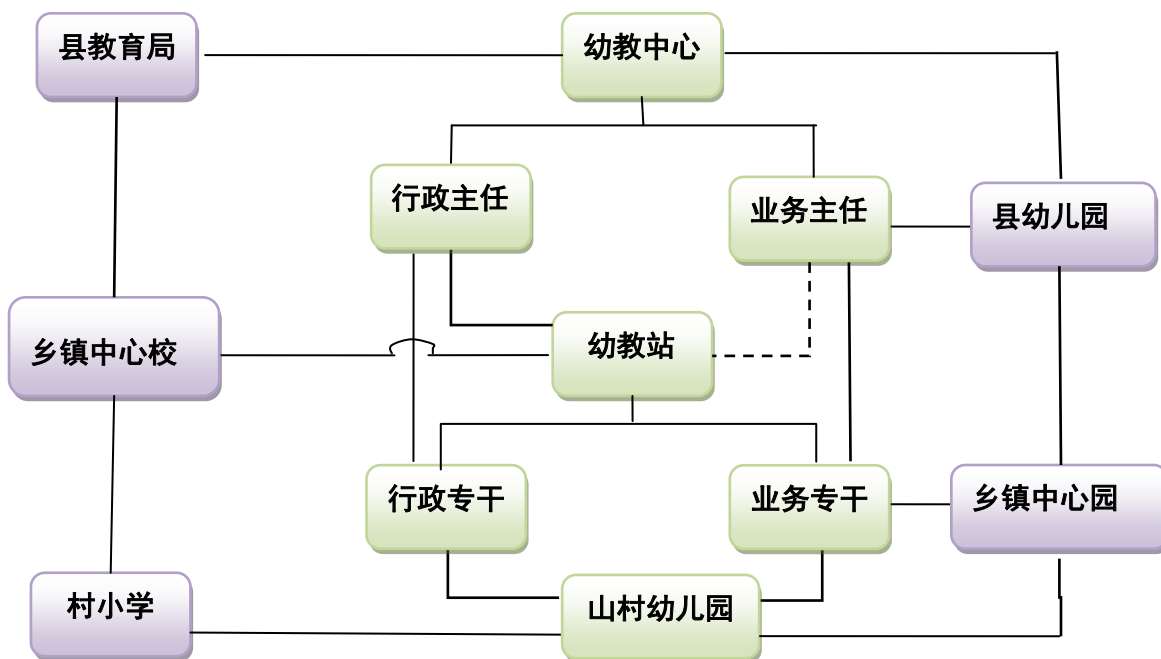 县教育局
幼教中心
行政主任
业务主任
县幼儿园
乡镇中心校
幼教站
行政专干
业务专干
乡镇中心园
村小学
山村幼儿园